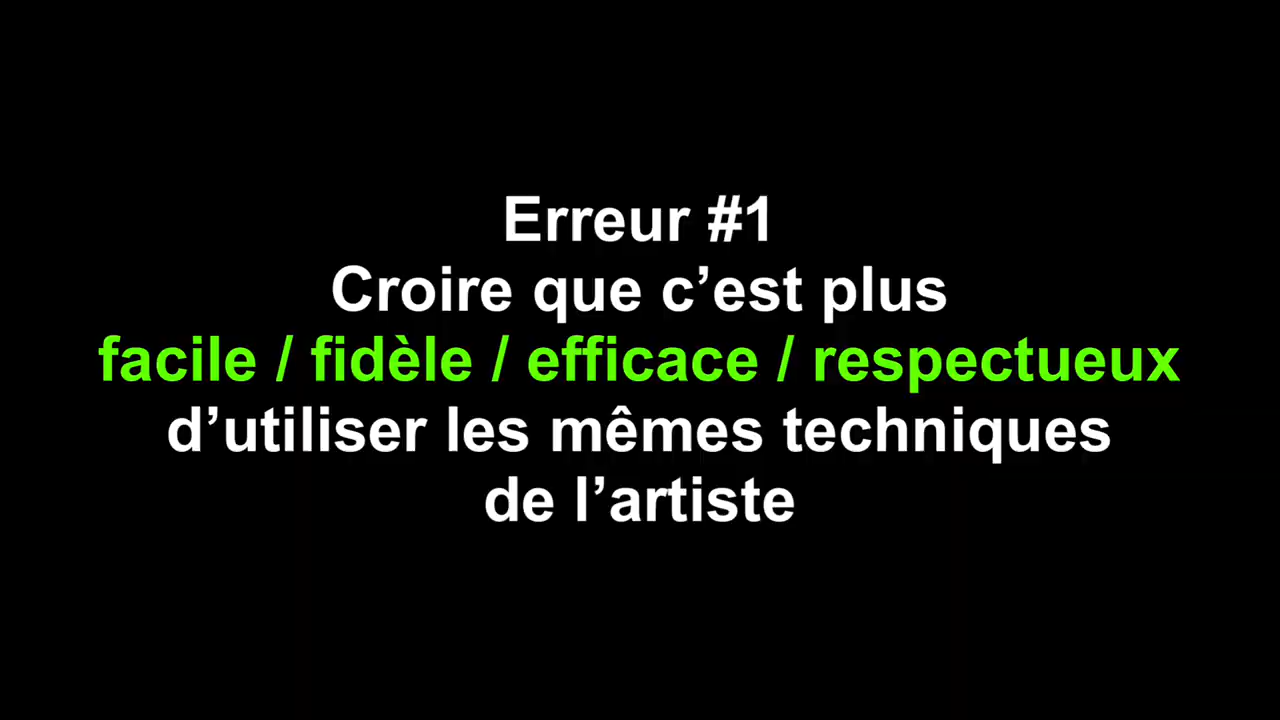 Erreur #1
Croire que c’est plus
facile / fidèle / efficace / respectueux
d’utiliser les mêmes techniques
de l’artiste